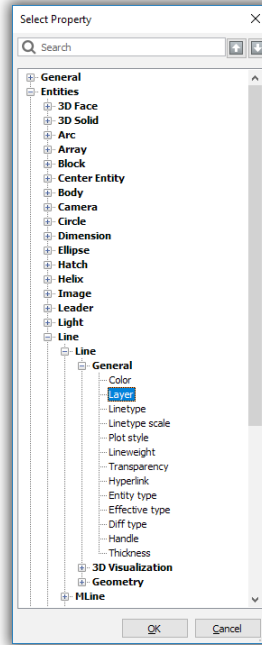 Select Property
Search
General
Entities
3D Face
3D Solid
Arc
Array
Block
Center Entity
Body
Camera
Circle
Dimension
Ellipse
Hatch
Helix
Image
Leader
Light
Line
Line
General
Color
Layer
Linetype
Linetype scale
Plot style
Lineweight
Transparency
Hyperlink
Entity type
Effective type
Diff type
Handle
Thickness
3D Visualization
Geometry
MLine
OK
Cancel